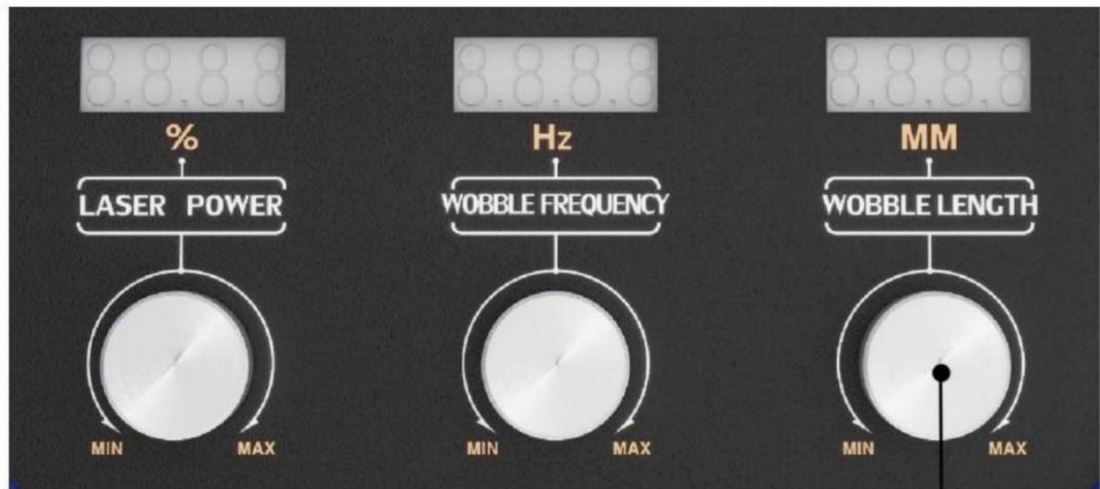 % Hz MM
LASER POWER WOBBLE FREQUENCY WOBBLE LENGTH
MIN MAX MIN MAX MIN MAX